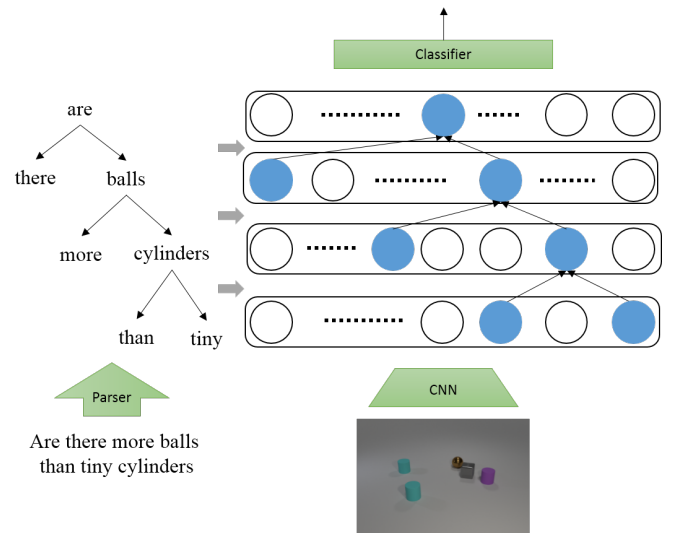 Classifier
are
there
balls
more
cylinders
than
tiny
Parser
CNN
Are there more balls
than tiny cylinders